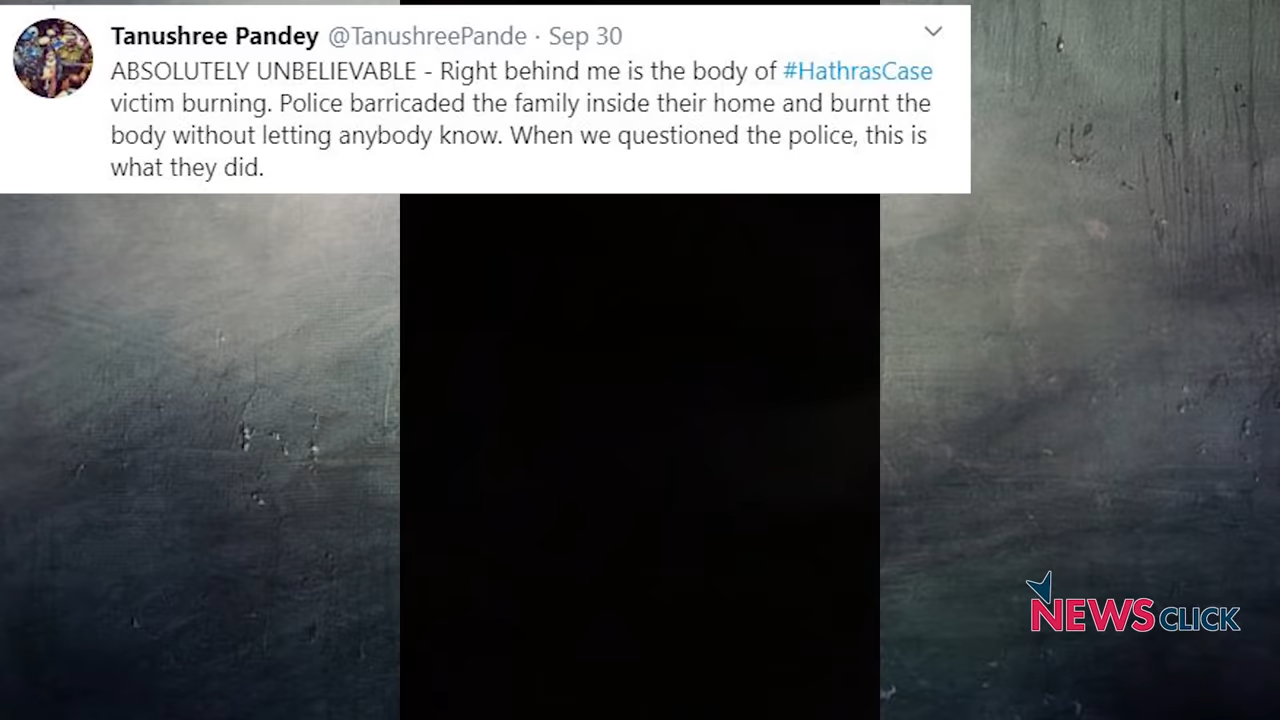 Tanushree Pandey @TanushreePande · Sep 30
ABSOLUTELY UNBELIEVABLE - Right behind me is the body of #HathrasCase
victim burning. Police barricaded the family inside their home and burnt the
body without letting anybody know. When we questioned the police, this is
what they did.
NEWSCLICK